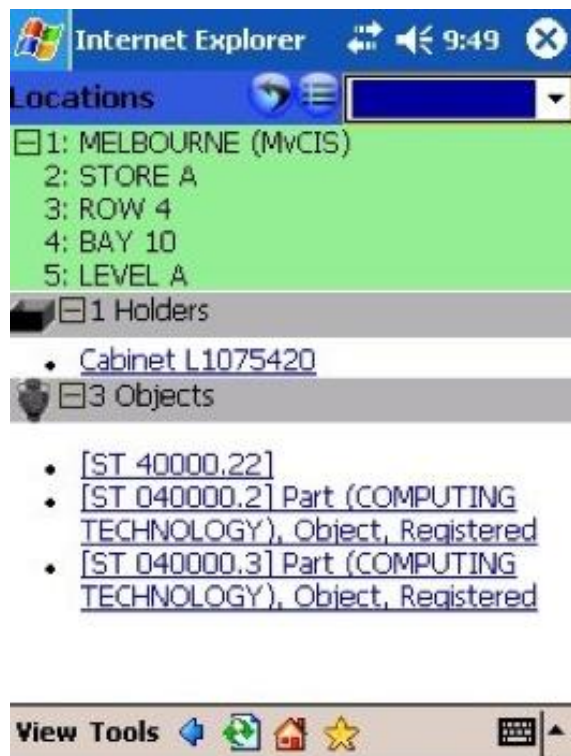 Internet Explorer 9:49
Locations
1: MELBOURNE (MvCIS)
2: STORE A
3: ROW 4
4: BAY 10
5: LEVEL A
1 Holders
Cabinet L1075420
3 Objects
[ST 40000.22]
[ST 040000.2] Part (COMPUTING
TECHNOLOGY), Object, Registered
[ST 040000.3] Part (COMPUTING
TECHNOLOGY), Object, Registered
View Tools